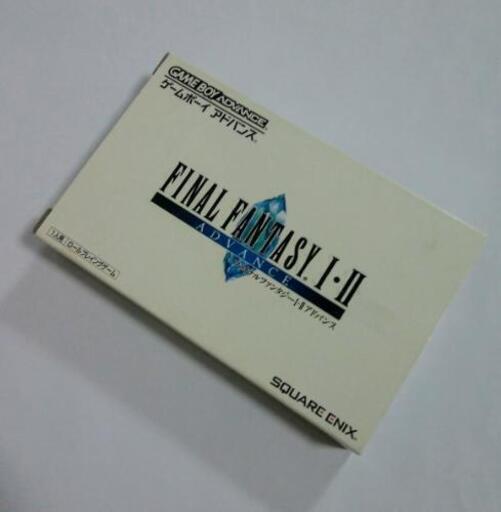 GAME BOY ADVANCE
ゲームボーイ アドバンス
FINAL FANTASY I・II
ADVANCE
ファイナルファンタジーI・IIアドバンス
1人用 ロールプレイングゲーム
SQUARE ENIX